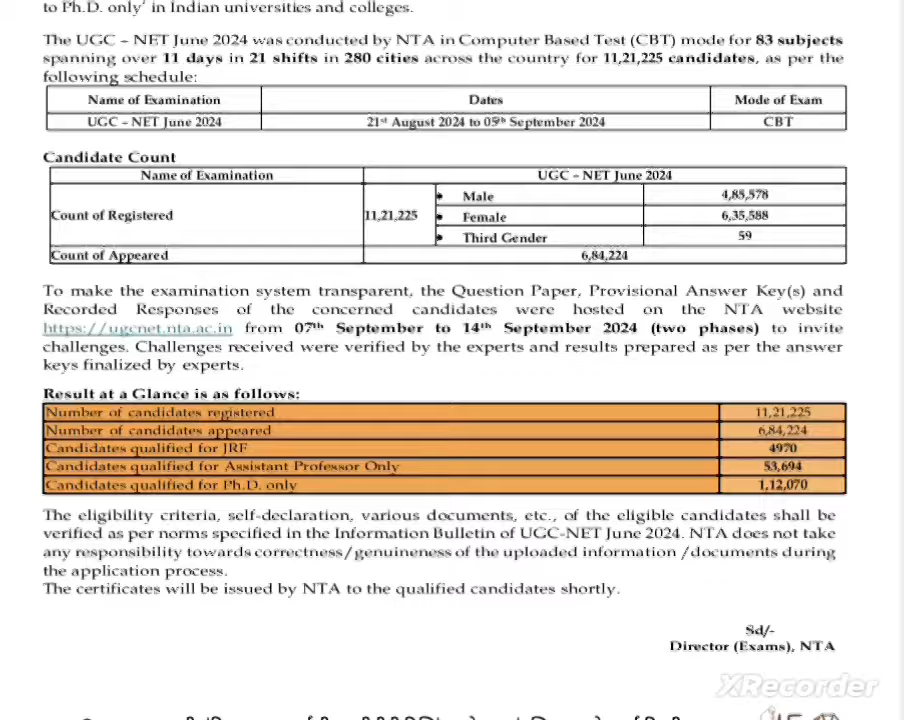 to Ph.D. only' in Indian universities and colleges.
The UGC – NET June 2024 was conducted by NTA in Computer Based Test (CBT) mode for 83 subjects
spanning over 11 days in 21 shifts in 280 cities across the country for 11,21,225 candidates, as per the
following schedule:
Name of Examination Dates Mode of Exam
UGC – NET June 2024 21st August 2024 to 05th September 2024 CBT
Candidate Count
Name of Examination UGC – NET June 2024
Count of Registered 11,21,225
• Male 4,85,578
• Female 6,35,588
• Third Gender 59
Count of Appeared 6,84,224
To make the examination system transparent, the Question Paper, Provisional Answer Key(s) and
Recorded Responses of the concerned candidates were hosted on the NTA website
https://ugcnet.nta.ac.in from 07th September to 14th September 2024 (two phases) to invite
challenges. Challenges received were verified by the experts and results prepared as per the answer
keys finalized by experts.
Result at a Glance is as follows:
Number of candidates registered 11,21,225
Number of candidates appeared 6,84,224
Candidates qualified for JRF 4970
Candidates qualified for Assistant Professor Only 53,694
Candidates qualified for Ph.D. only 1,12,070
The eligibility criteria, self-declaration, various documents, etc., of the eligible candidates shall be
verified as per norms specified in the Information Bulletin of UGC-NET June 2024. NTA does not take
any responsibility towards correctness/genuineness of the uploaded information /documents during
the application process.
The certificates will be issued by NTA to the qualified candidates shortly.
Sd/-
Director (Exams), NTA
XRecorder